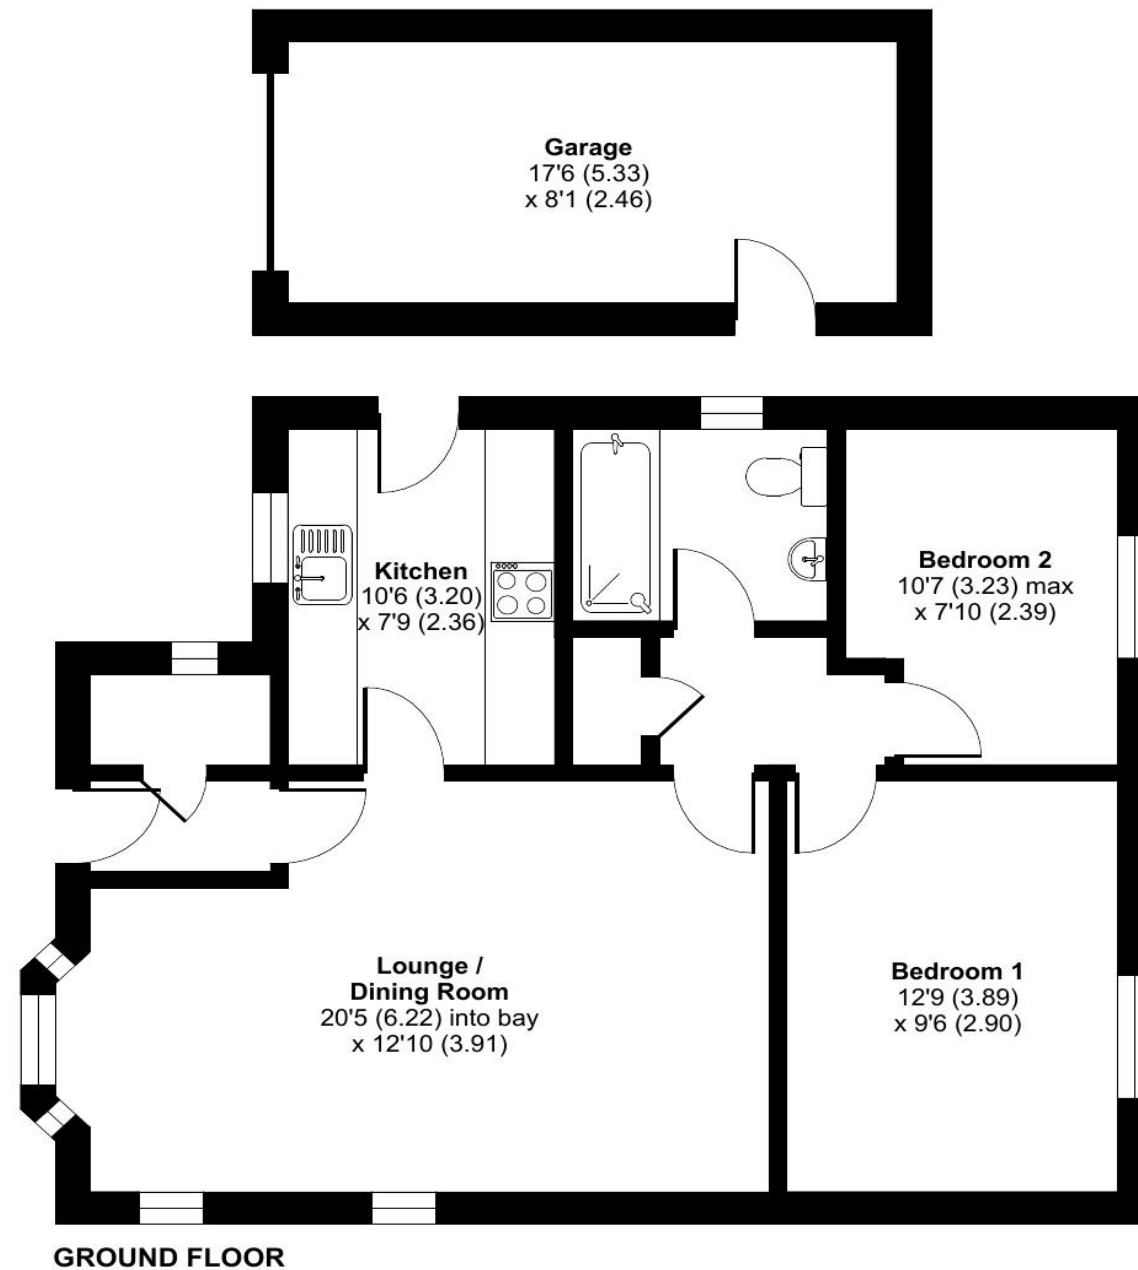 Garage
17'6 (5.33)
x 8'1 (2.46)
Kitchen
10'6 (3.20)
x 7'9 (2.36)
Bedroom 2
10'7 (3.23) max
x 7'10 (2.39)
Lounge /
Dining Room
20'5 (6.22) into bay
x 12'10 (3.91)
Bedroom 1
12'9 (3.89)
x 9'6 (2.90)
GROUND FLOOR